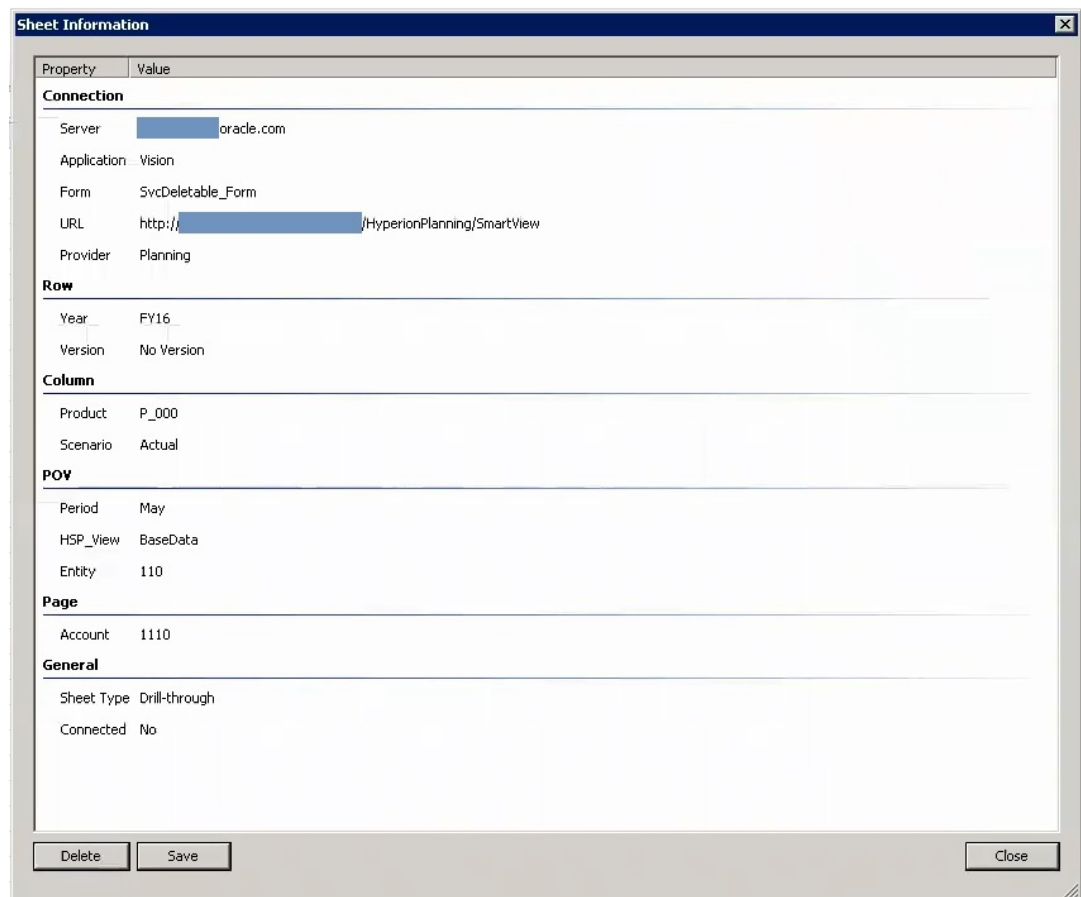 Sheet Information
Property Value
Connection
Server oracle.com
Application Vision
Form SvcDeletable_Form
URL http:// /HyperionPlanning/SmartView
Provider Planning
Row
Year FY16
Version No Version
Column
Product P_000
Scenario Actual
POV
Period May
HSP_View BaseData
Entity 110
Page
Account 1110
General
Sheet Type Drill-through
Connected No
Delete Save Close